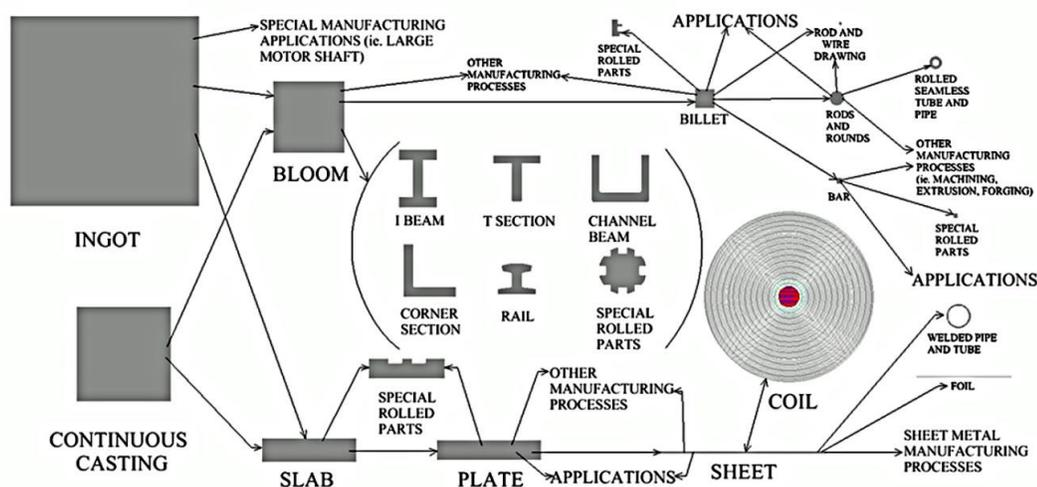 SPECIAL MANUFACTURING
APPLICATIONS (ie. LARGE
MOTOR SHAFT)
INGOT
BLOOM
OTHER
MANUFACTURING
PROCESSES
SPECIAL
ROLLED
PARTS
APPLICATIONS
ROD AND
WIRE
DRAWING
BILLET
RODS
AND
ROUNDS
ROLLED
SEAMLESS
TUBE AND
PIPE
OTHER
MANUFACTURING
PROCESSES
(ie. MACHINING,
EXTRUSION, FORGING)
BAR
SPECIAL
ROLLED
PARTS
APPLICATIONS
I BEAM
T SECTION
CHANNEL
BEAM
CORNER
SECTION
RAIL
SPECIAL
ROLLED
PARTS
CONTINUOUS
CASTING
SLAB
SPECIAL
ROLLED
PARTS
PLATE
OTHER
MANUFACTURING
PROCESSES
APPLICATIONS
COIL
SHEET
WELDED PIPE
AND TUBE
FOIL
SHEET METAL
MANUFACTURING
PROCESSES